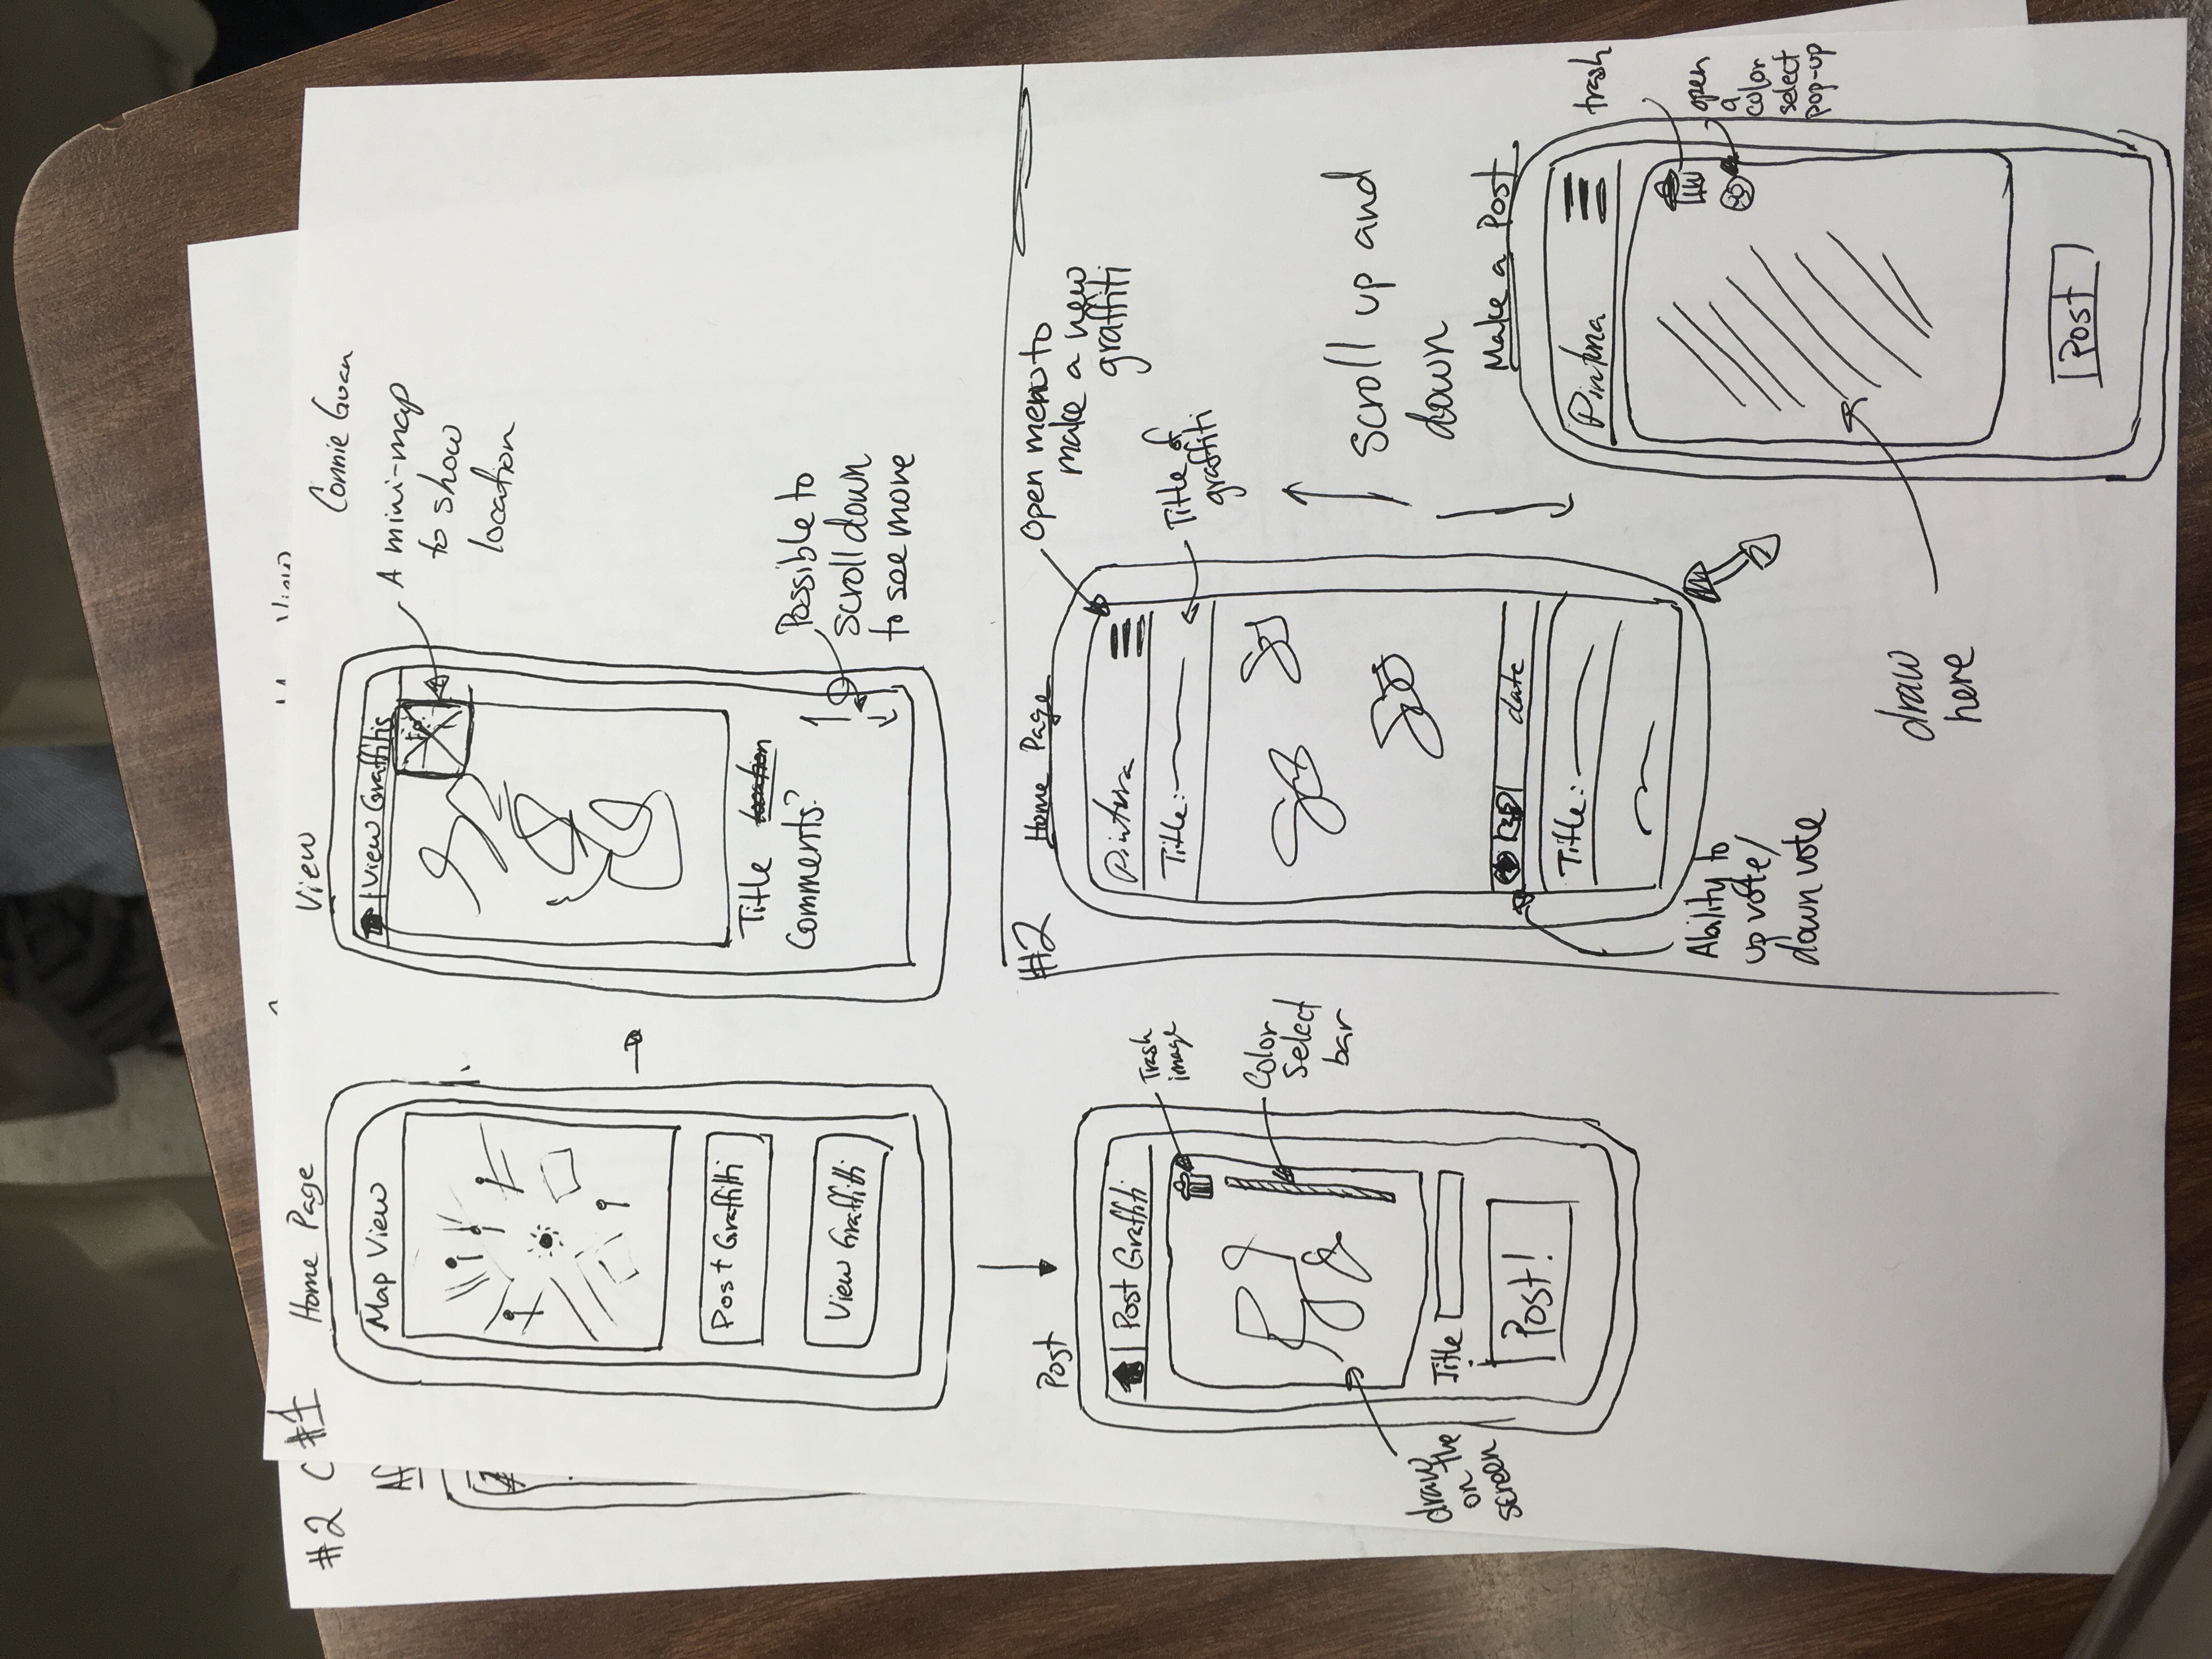 #2 C
#1
Home Page
View
Connie Guan
Map View
View Graffitis
A mini-map
to show
location
Post Graffitti
View Graffitti
Title location
Comments?
Possible to
scroll down
to see more
Post
Post Graffiti
Trash
image
Color
Select
bar
draw
on the
screen
Title
Post!
#2
Home Page
Open menu to
make a new
graffiti
Pintura
Title:
Title of
graffiti
Scroll up and
down
date
Title:
Ability to
up vote/
down vote
Make a Post
Pintura
trash
open
a
color
select
pop-up
draw
here
Post
Map View
Af